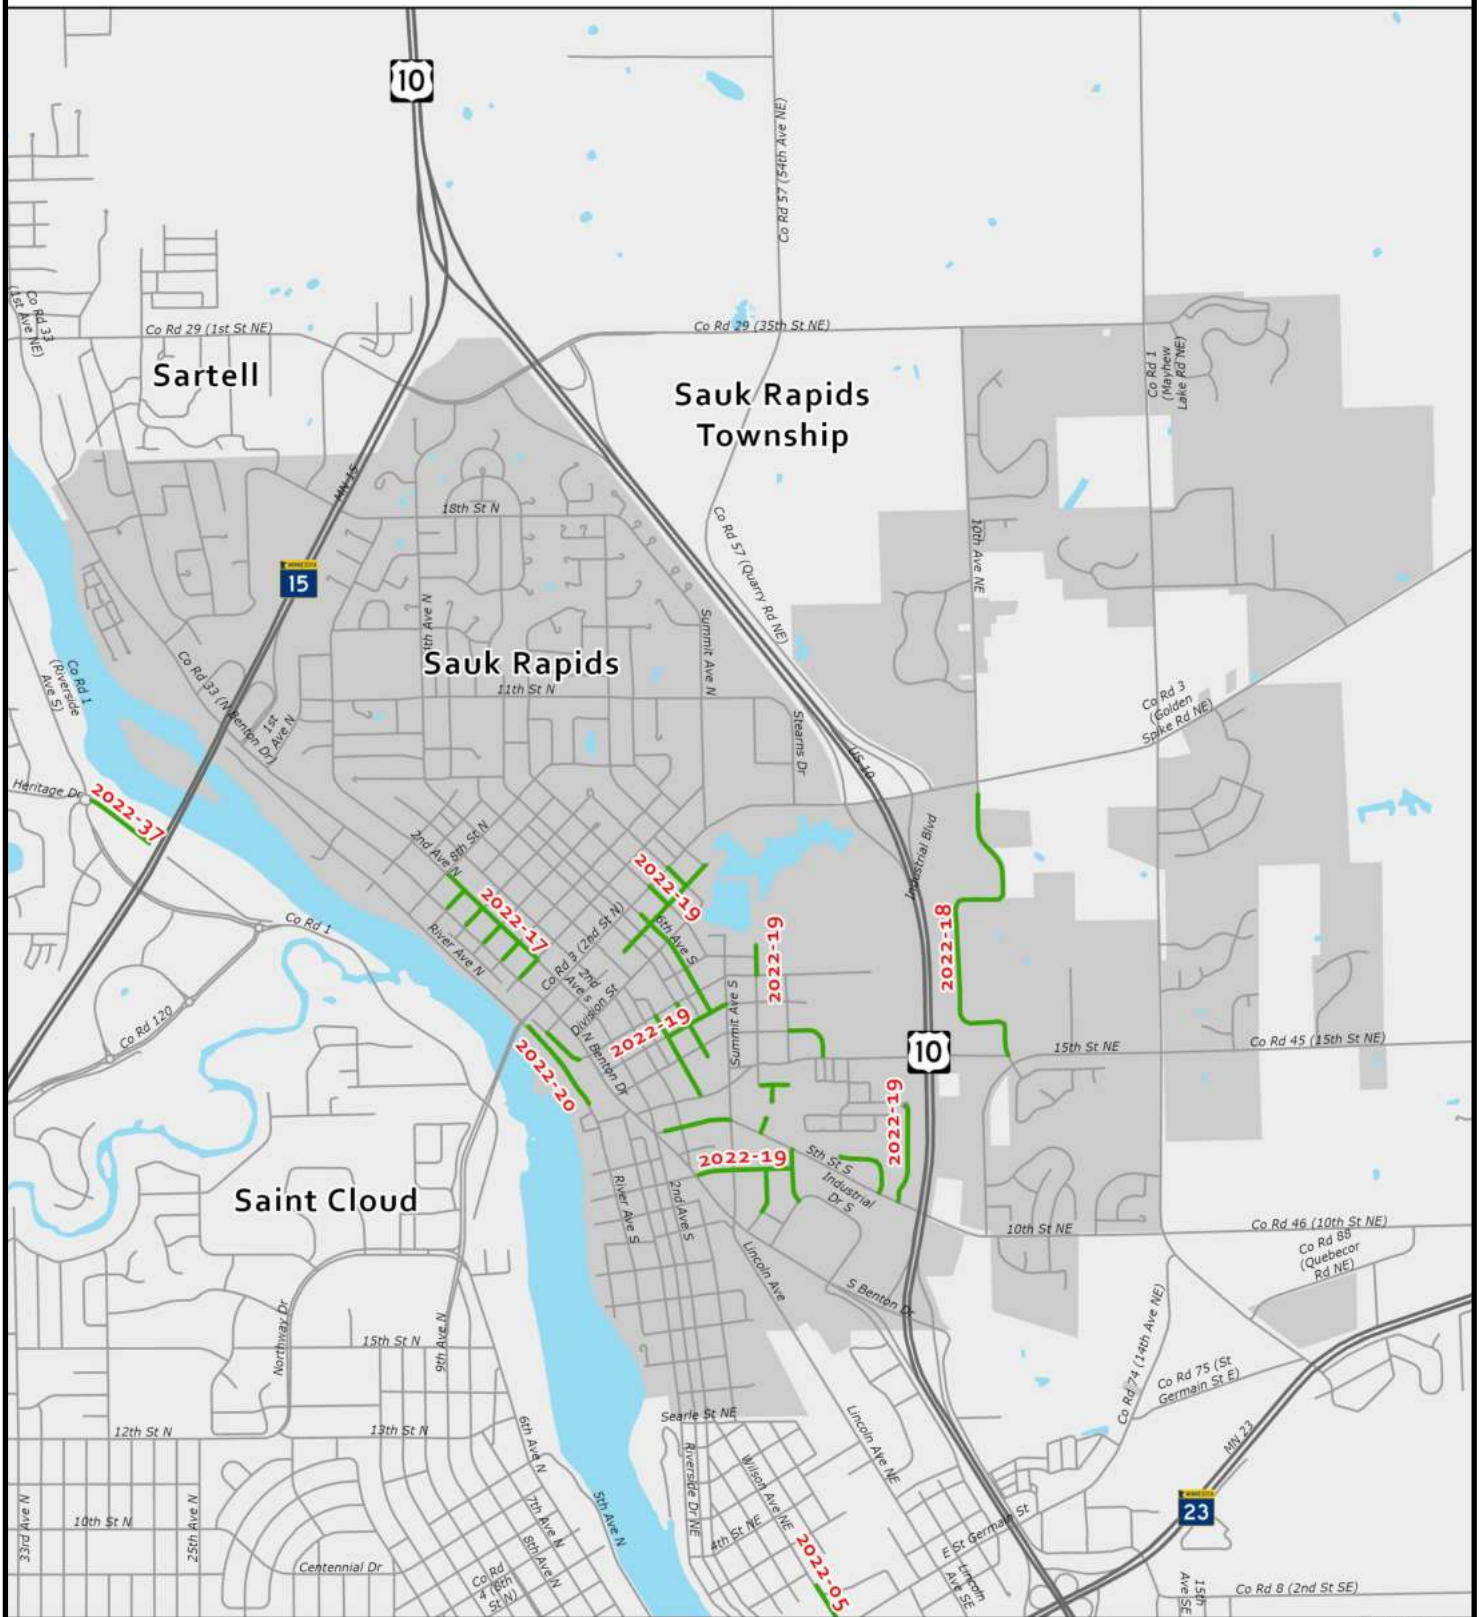 10
Co Rd 57 (54th Ave NE)
Co Rd 33
(1st Ave NE)
Co Rd 29 (1st St NE)
Co Rd 29 (35th St NE)
Sartell
Sauk Rapids
Township
Co Rd 1
(Mayhew
Lake Rd NE)
MN 15
18th St N
Co Rd 57 (Quarry Rd NE)
10th Ave NE
MINNESOTA
15
Summit Ave N
Sauk Rapids
11th St N
Co Rd 1
(Riverside
Ave S)
Co Rd 33 (N Benton Dr)
1st
Ave N
Stearns Dr
US 10
Co Rd 3
(Golden
Spike Rd NE)
Heritage Dr
2022-37
2nd Ave N
8th St N
2022-19
Industrial Blvd
2022-17
Co Rd 3 (2nd St N)
6th Ave S
2022-19
2022-18
Co Rd 1
River Ave N
2nd
Ave S
Division St
Co Rd 120
N Benton Dr
2022-19
Summit Ave S
2022-20
10
15th St NE
Co Rd 45 (15th St NE)
2022-19
2022-19
5th St S
Industrial
Dr S
Saint Cloud
River Ave S
2nd Ave S
10th St NE
Co Rd 46 (10th St NE)
Co Rd 88
(Quebecor
Rd NE)
Lincoln Ave
S Benton Dr
Northway Dr
15th St N
9th Ave N
Co Rd 74 (14th Ave NE)
Co Rd 75 (St
Germain St E)
12th St N
13th St N
6th Ave N
Searle St NE
Lincoln Ave NE
MN 23
Riverside Dr NE
Wilson Ave NE
33rd Ave N
10th St N
25th Ave N
7th Ave N
5th Ave N
4th St NE
E St Germain St
MINNESOTA
23
8th Ave N
Centennial Dr
Co Rd
4 (8th
St N)
2022-05
Lincoln
Ave SE
15th
Ave SE
Co Rd 8 (2nd St SE)